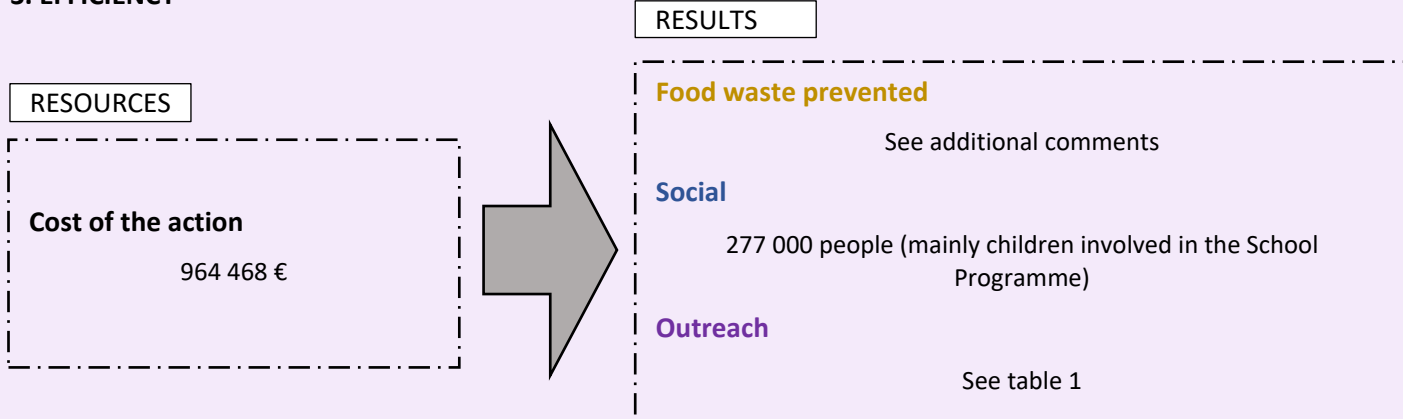 RESULTS
RESOURCES
Cost of the action
964 468 €
Food waste prevented
See additional comments
Social
277 000 people (mainly children involved in the School
Programme)
Outreach
See table 1